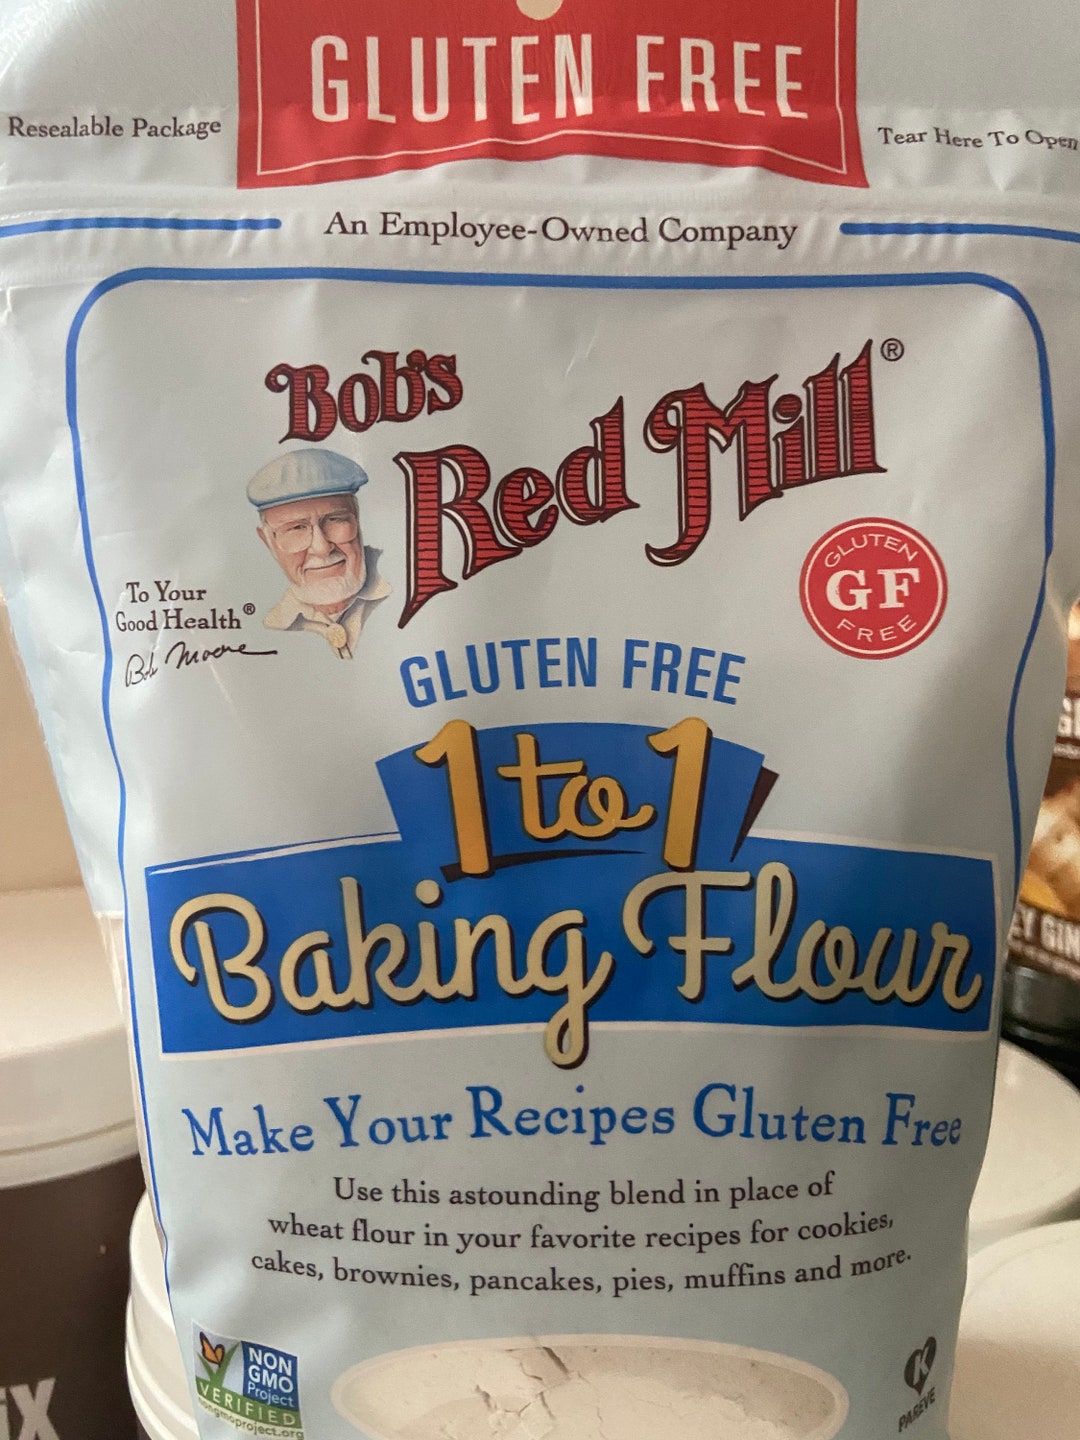 GLUTEN FREE
Resealable Package
Tear Here To Open
An Employee-Owned Company
Bob's
Red Mill®
To Your
Good Health®
Bob Moore
GLUTEN
GF
FREE
GLUTEN FREE
1 to 1
Baking Flour
Make Your Recipes Gluten Free
Use this astounding blend in place of
wheat flour in your favorite recipes for cookies,
cakes, brownies, pancakes, pies, muffins and more.
NON
GMO
Project
VERIFIED
nongmoproject.org
K
PAREVE